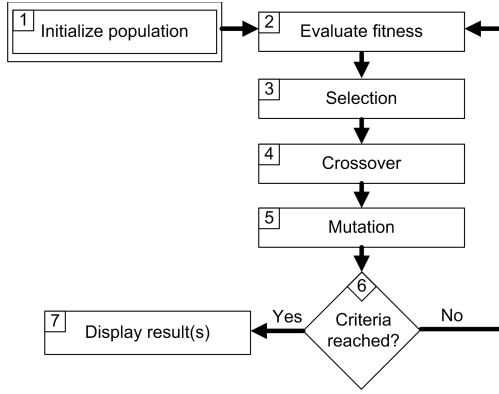 1
Initialize population
2
Evaluate fitness
3
Selection
4
Crossover
5
Mutation
6
Criteria
reached?
Yes
No
7
Display result(s)